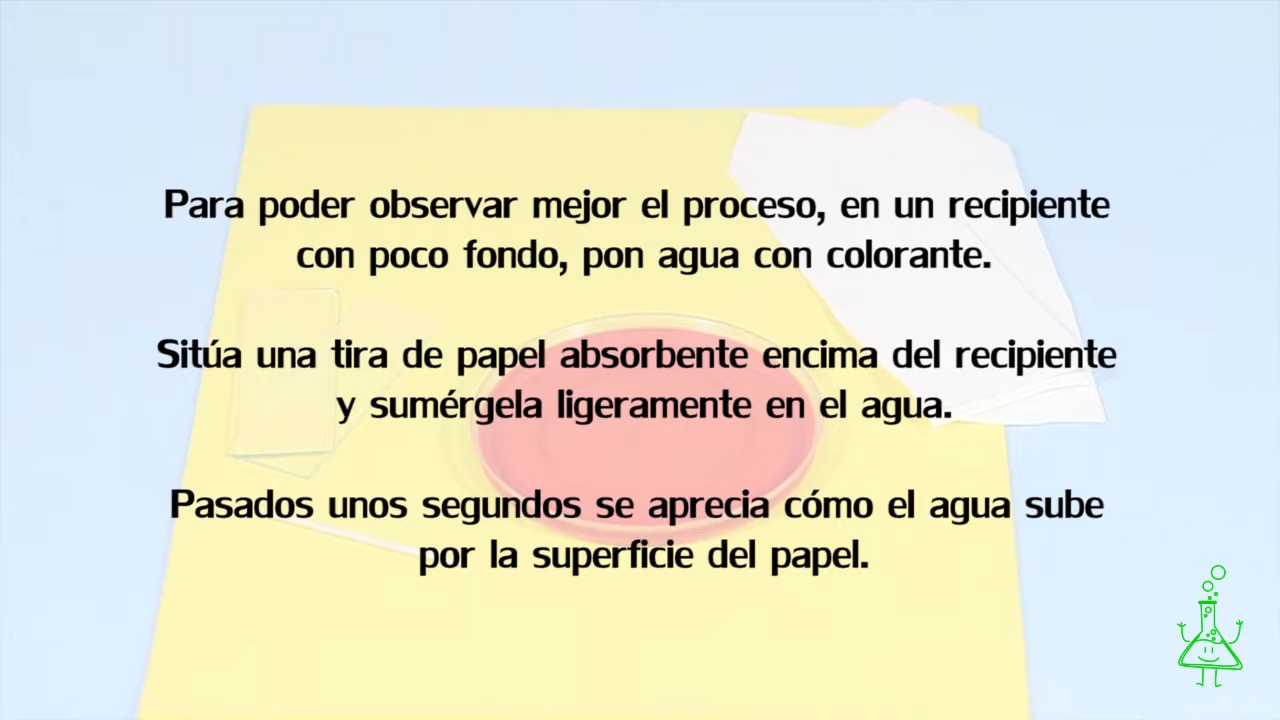 Para poder observar mejor el proceso, en un recipiente
con poco fondo, pon agua con colorante.
Sitúa una tira de papel absorbente encima del recipiente
y sumérgela ligeramente en el agua.
Pasados unos segundos se aprecia cómo el agua sube
por la superficie del papel.